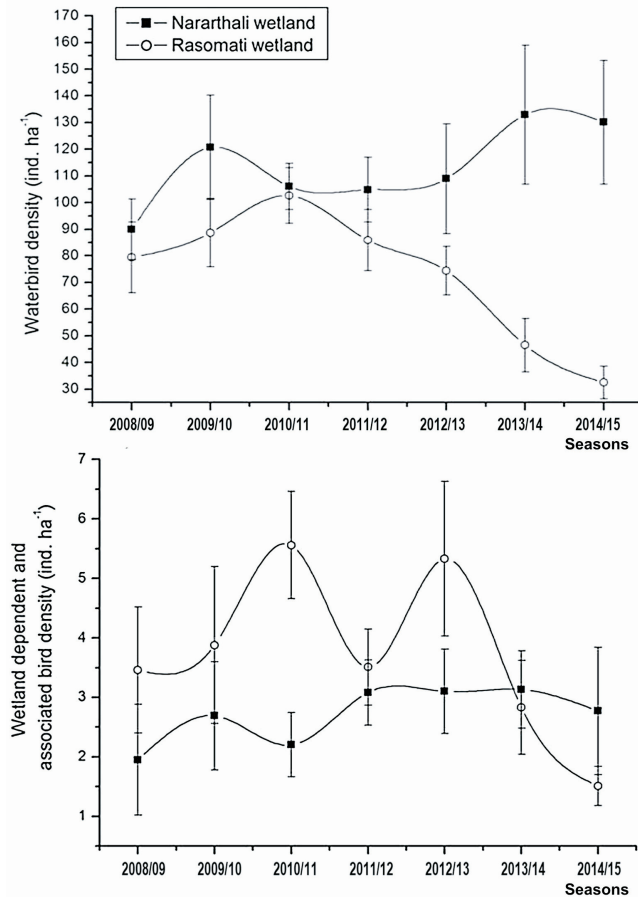 Nararthali wetland
Rasomati wetland
Waterbird density (ind. ha⁻¹)
170
160
150
140
130
120
110
100
90
80
70
60
50
40
30
2008/09 2009/10 2010/11 2011/12 2012/13 2013/14 2014/15
Seasons
Wetland dependent and
associated bird density (ind. ha⁻¹)
7
6
5
4
3
2
1
2008/09 2009/10 2010/11 2011/12 2012/13 2013/14 2014/15
Seasons